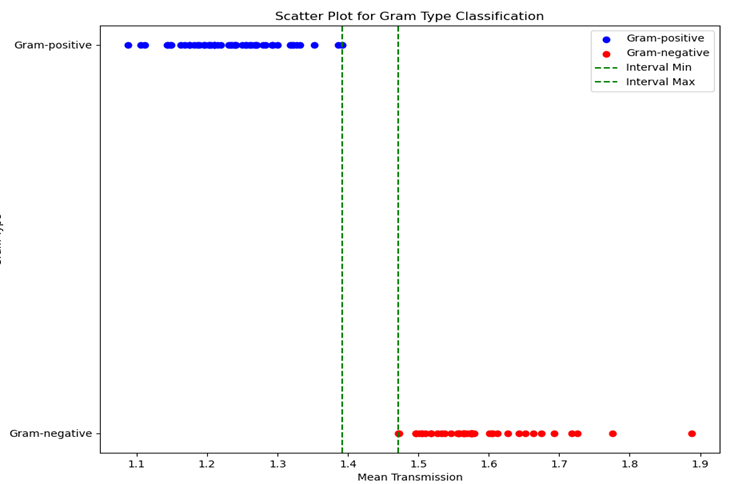 Scatter Plot for Gram Type Classification
Gram-positive
Gram-negative
Gram-positive
Gram-negative
Interval Min
Interval Max
1.1 1.2 1.3 1.4 1.5 1.6 1.7 1.8 1.9
Mean Transmission